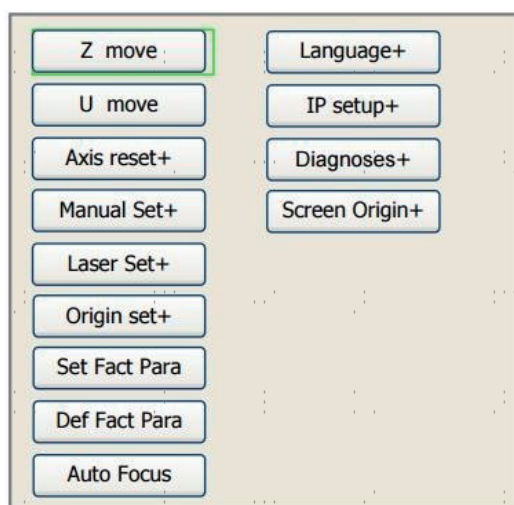 Z move
U move
Axis reset+
Manual Set+
Laser Set+
Origin set+
Set Fact Para
Def Fact Para
Auto Focus
Language+
IP setup+
Diagnoses+
Screen Origin+